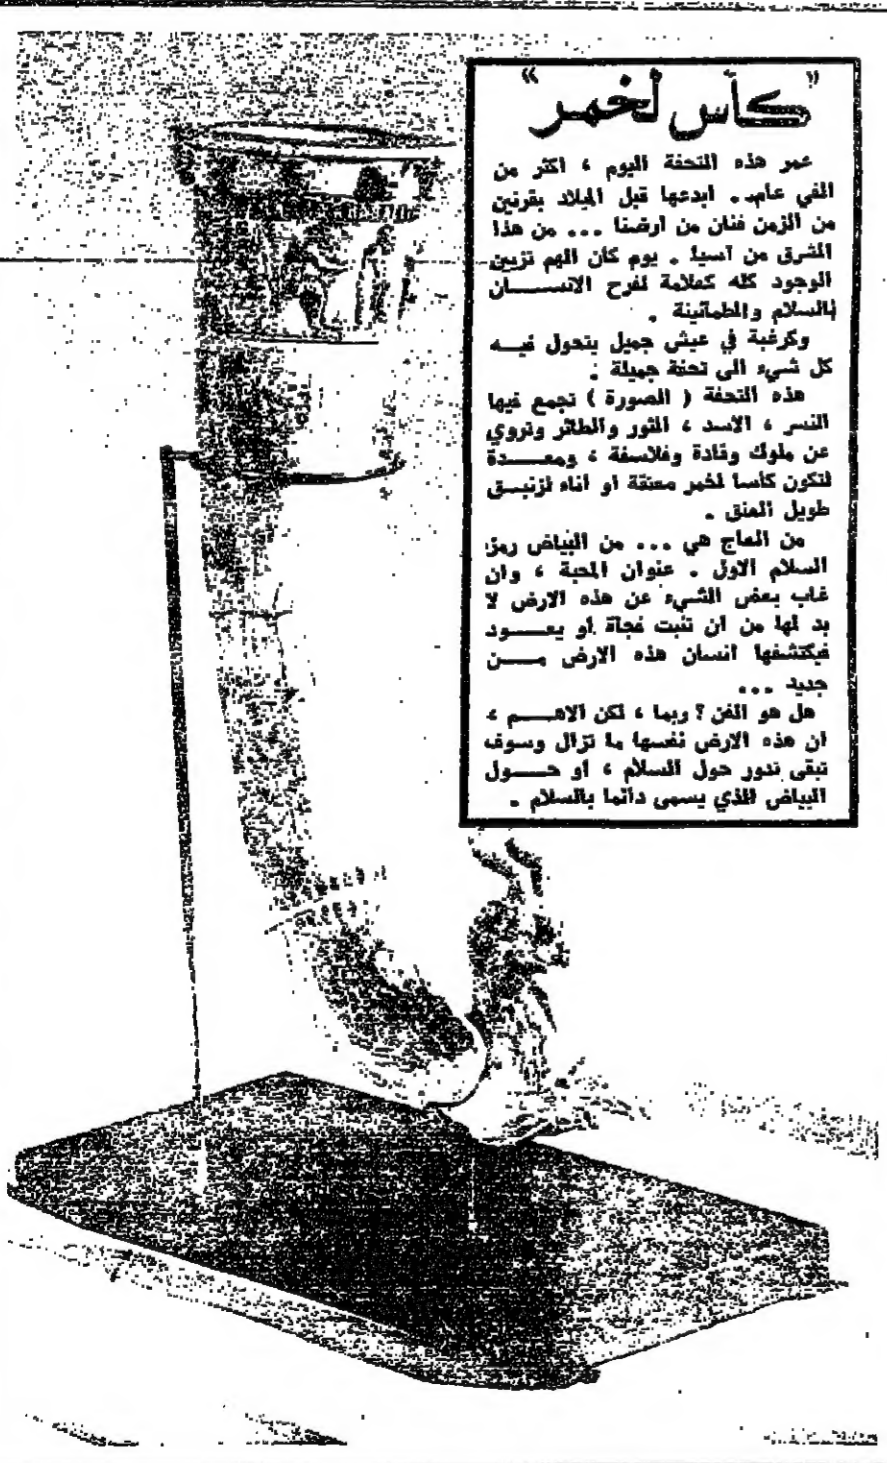 "كأس لخمر"
عمر هذه التحفة اليوم ، اكثر من
الفي عام . ابدعها قبل الميلاد بقرنين
من الزمن فنان من ارضنا ... من هذا
المشرق من آسيا . يوم كان الهم تزيين
الوجود كله كعلامة لفرح الانسـان
بالسلام والطمأنينة .
وكرغبة في عيش جميل يتحول فيـه
كل شيء الى تحفة جميلة .
هذه التحفة ( الصورة ) تجمع فيها
النسر ، الاسد ، الثور والطائر وتروي
عن ملوك وقادة وفلاسفة ، ومعـدة
لتكون كأسا لخمر معتقة او اناء لزنبـق
طويل العنق .
من العاج هي ... من البياض رمز
السلام الاول . عنوان المحبة ، وان
غاب بعض الشيء عن هذه الارض لا
بد لها من ان تنبت فجأة او يعـود
فيكتشفها انسان هذه الارض مـن
جديد ...
هل هو الفن ؟ ربما ، لكن الاهـم ،
ان هذه الارض نفسها ما تزال وسوف
تبقى تدور حول السلام ، او حـول
البياض الذي يسمى دائما بالسلام .